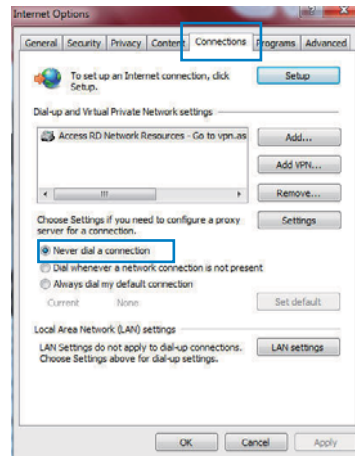 Internet Options
General Security Privacy Content Connections Programs Advanced
To set up an Internet connection, click
Setup.
Setup
Dial-up and Virtual Private Network settings
Access RD Network Resources - Go to vpn.as
Add...
Add VPN...
Remove...
Choose Settings if you need to configure a proxy
server for a connection.
Settings
Never dial a connection
Dial whenever a network connection is not present
Always dial my default connection
Current None
Set default
Local Area Network (LAN) settings
LAN Settings do not apply to dial-up connections.
Choose Settings above for dial-up settings.
LAN settings
OK Cancel Apply